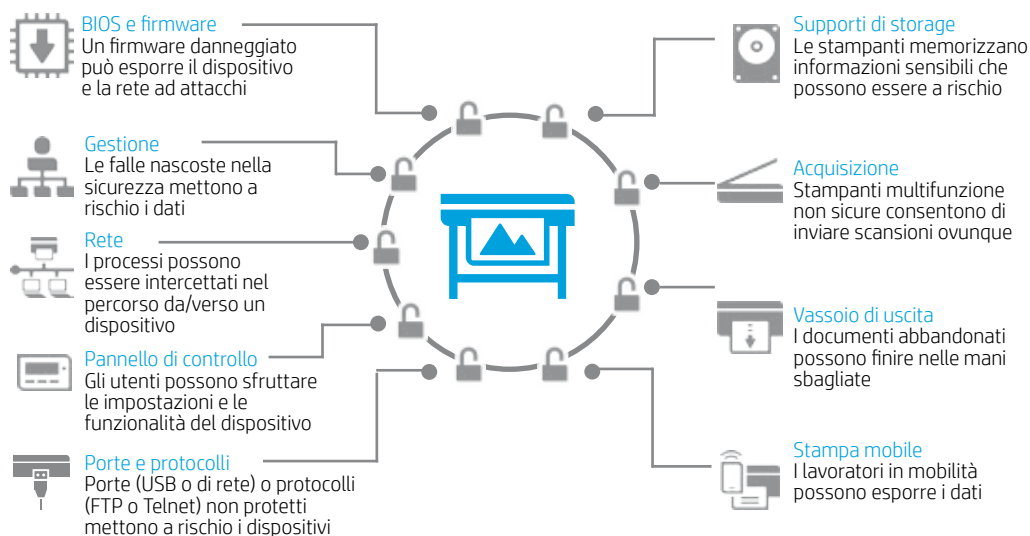 BIOS e firmware
Un firmware danneggiato
può esporre il dispositivo
e la rete ad attacchi
Gestione
Le falle nascoste nella
sicurezza mettono a
rischio i dati
Rete
I processi possono
essere intercettati nel
percorso da/verso un
dispositivo
Pannello di controllo
Gli utenti possono sfruttare
le impostazioni e le
funzionalità del dispositivo
Porte e protocolli
Porte (USB o di rete) o protocolli
(FTP o Telnet) non protetti
mettono a rischio i dispositivi
Supporti di storage
Le stampanti memorizzano
informazioni sensibili che
possono essere a rischio
Acquisizione
Stampanti multifunzione
non sicure consentono di
inviare scansioni ovunque
Vassoio di uscita
I documenti abbandonati
possono finire nelle mani
sbagliate
Stampa mobile
I lavoratori in mobilità
possono esporre i dati